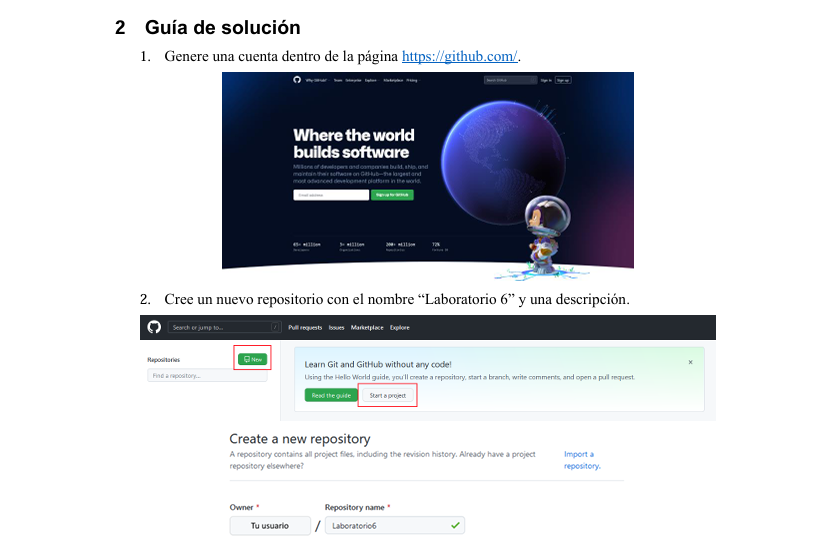 2 Guía de solución
1. Genere una cuenta dentro de la página https://github.com/.
Why GitHub? Team Enterprise Explore Marketplace Pricing Search GitHub Sign in Sign up
Where the world
builds software
Millions of developers and companies build, ship, and
maintain their software on GitHub—the largest and
most advanced development platform in the world.
Email address Sign up for GitHub
65+ million 3+ million 200+ million 72%
Developers Organizations Repositories Fortune 50
2. Cree un nuevo repositorio con el nombre “Laboratorio 6” y una descripción.
Search or jump to... / Pull requests Issues Marketplace Explore
Repositories New
Find a repository...
Learn Git and GitHub without any code!
Using the Hello World guide, you'll create a repository, start a branch, write comments, and open a pull request.
Read the guide Start a project
Create a new repository
A repository contains all project files, including the revision history. Already have a project
repository elsewhere?
Import a
repository.
Owner * Repository name *
Tu usuario / Laboratorio6